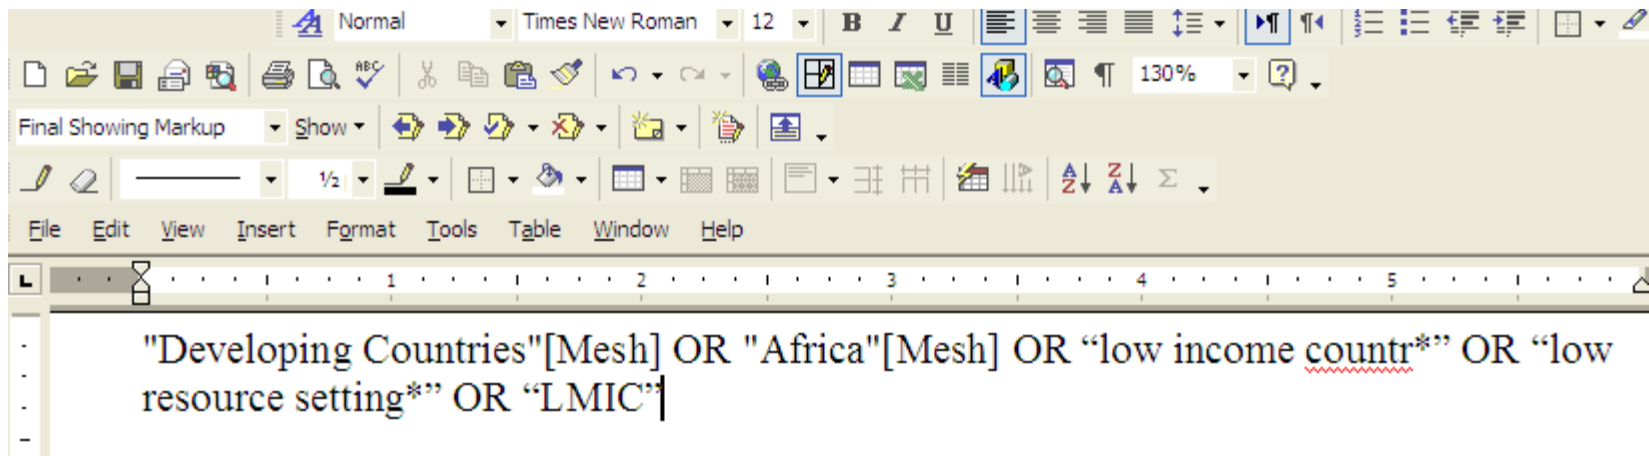 Normal Times New Roman 12 B I U
ABC 130%
Final Showing Markup Show
½ A Z Z A Σ
File Edit View Insert Format Tools Table Window Help
L 1 2 3 4 5
"Developing Countries"[Mesh] OR "Africa"[Mesh] OR “low income countr*” OR “low
resource setting*” OR “LMIC”